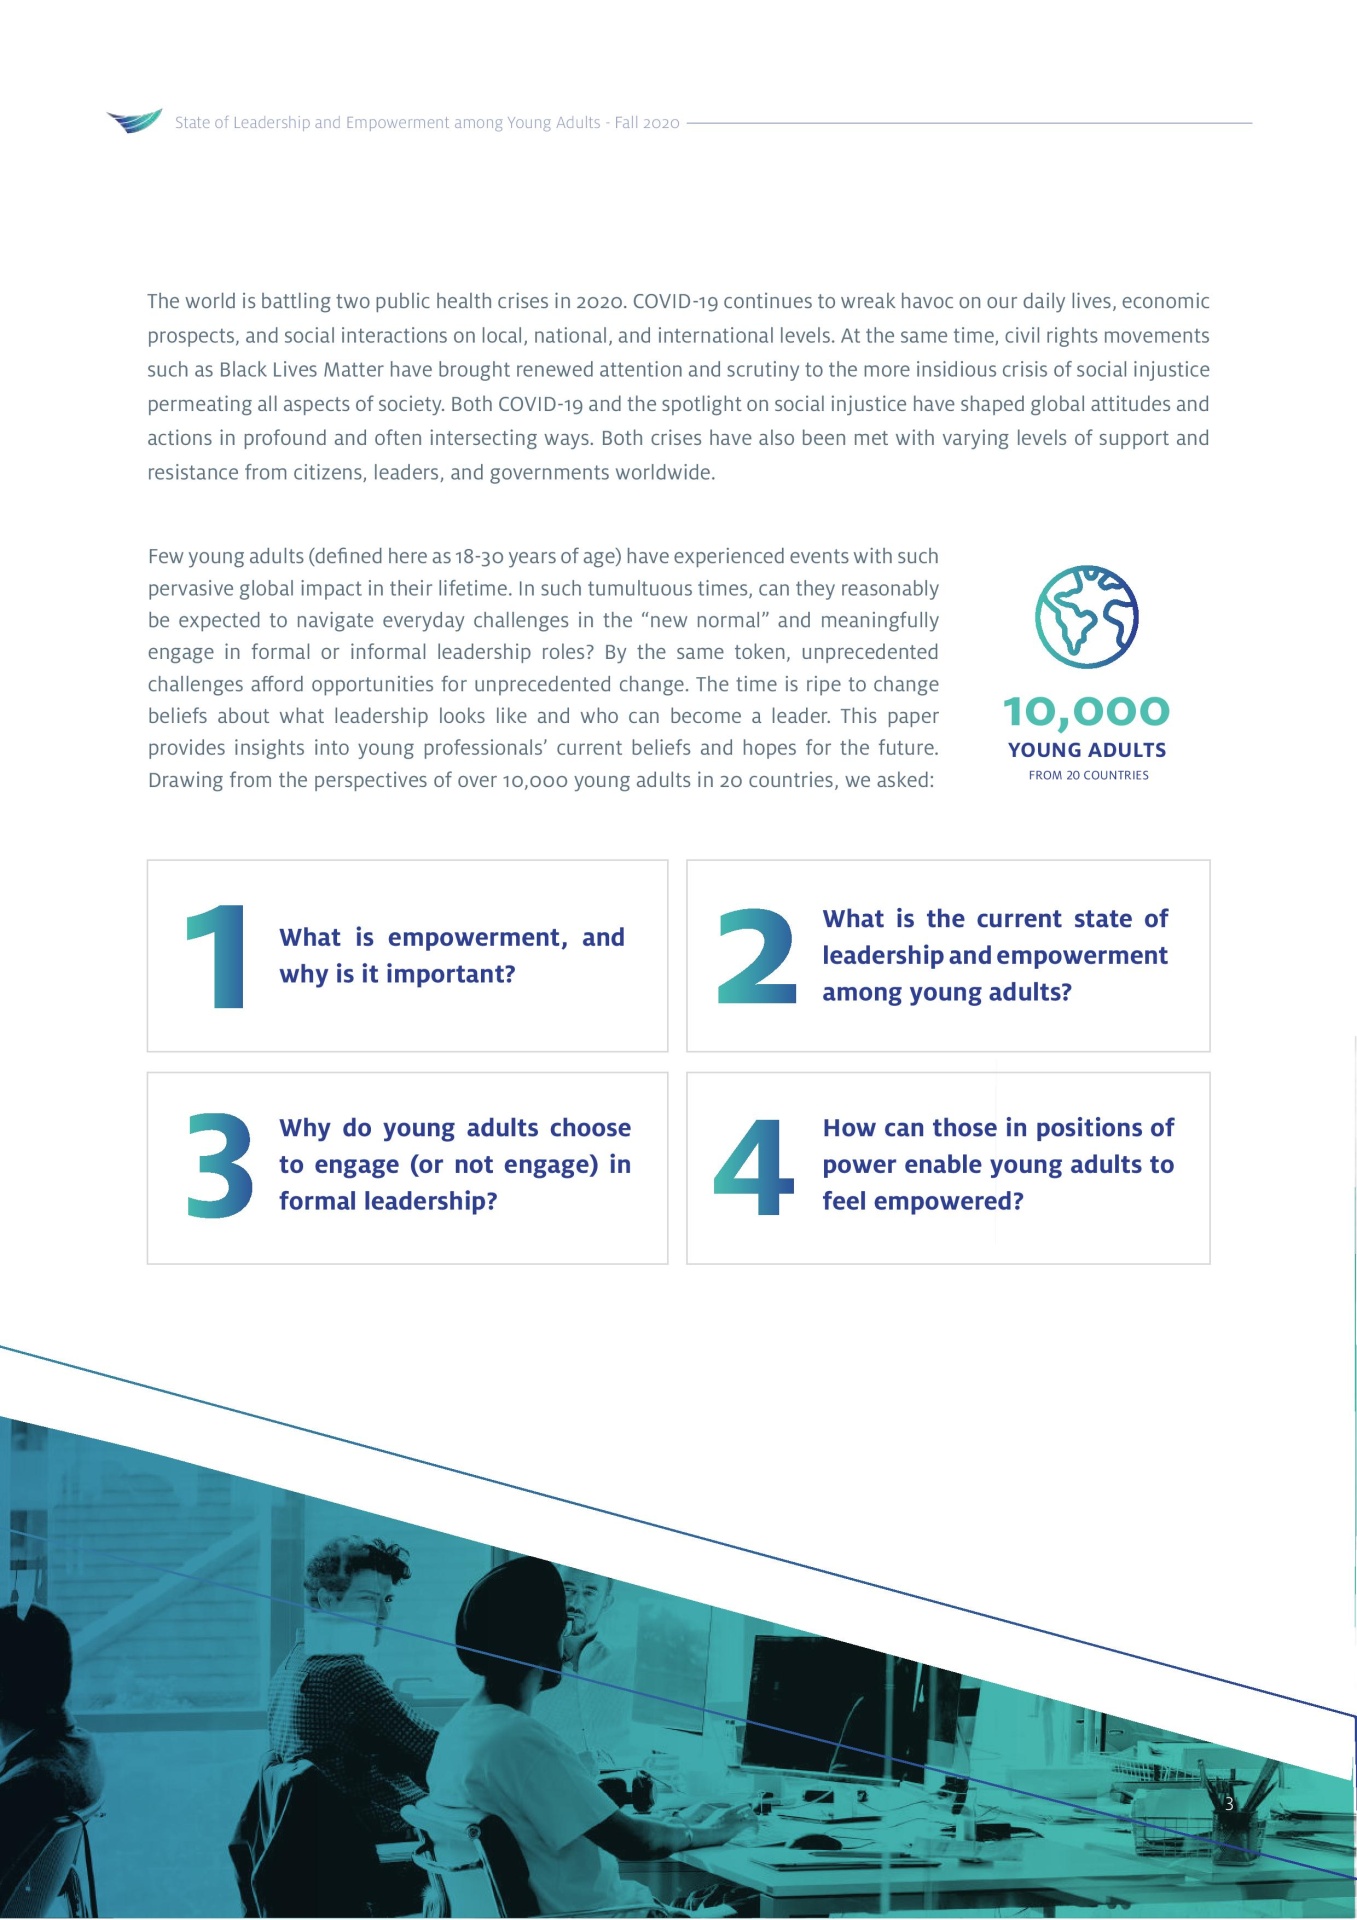 State of Leadership and Empowerment among Young Adults - Fall 2020
The world is battling two public health crises in 2020. COVID-19 continues to wreak havoc on our daily lives, economic
prospects, and social interactions on local, national, and international levels. At the same time, civil rights movements
such as Black Lives Matter have brought renewed attention and scrutiny to the more insidious crisis of social injustice
permeating all aspects of society. Both COVID-19 and the spotlight on social injustice have shaped global attitudes and
actions in profound and often intersecting ways. Both crises have also been met with varying levels of support and
resistance from citizens, leaders, and governments worldwide.
Few young adults (defined here as 18-30 years of age) have experienced events with such
pervasive global impact in their lifetime. In such tumultuous times, can they reasonably
be expected to navigate everyday challenges in the “new normal” and meaningfully
engage in formal or informal leadership roles? By the same token, unprecedented
challenges afford opportunities for unprecedented change. The time is ripe to change
beliefs about what leadership looks like and who can become a leader. This paper
provides insights into young professionals’ current beliefs and hopes for the future.
Drawing from the perspectives of over 10,000 young adults in 20 countries, we asked:
10,000
YOUNG ADULTS
FROM 20 COUNTRIES
1
What is empowerment, and
why is it important?
2
What is the current state of
leadership and empowerment
among young adults?
3
Why do young adults choose
to engage (or not engage) in
formal leadership?
4
How can those in positions of
power enable young adults to
feel empowered?
3